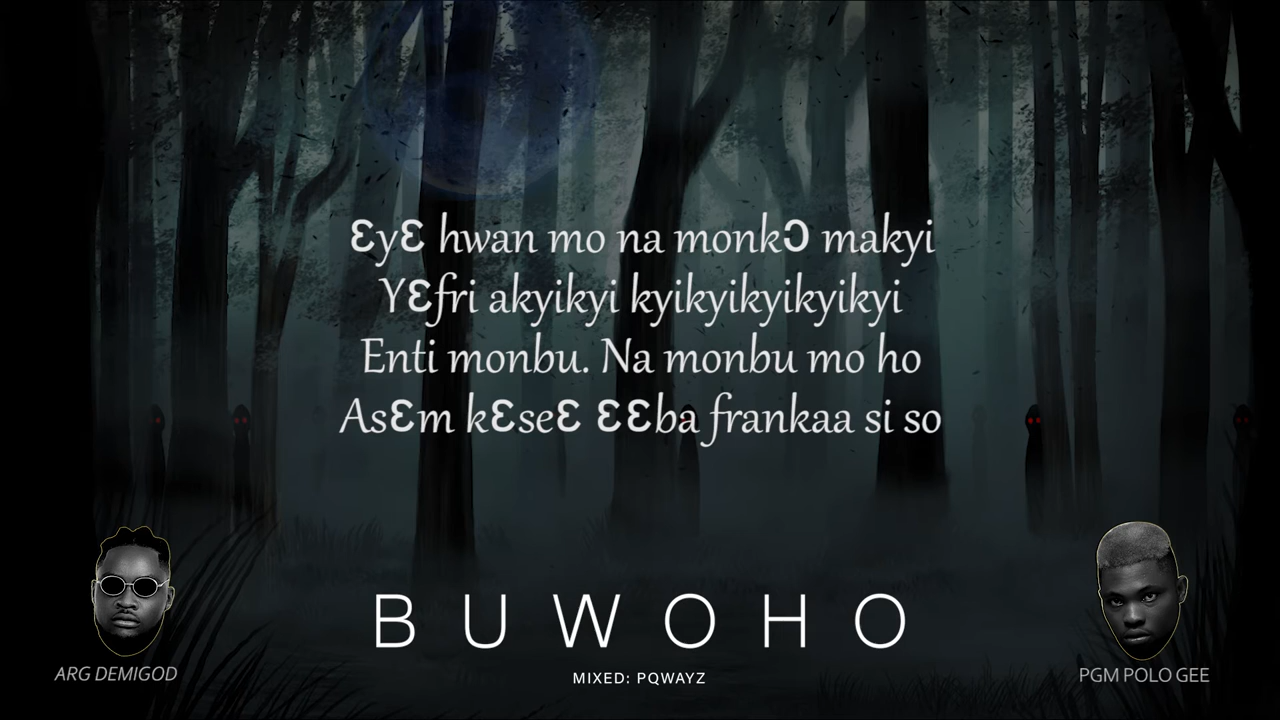 Ɛyɛ hwan mo na monkɔ makyi
Yɛfri akyikyi kyikyikyikyikyi
Enti monbu. Na monbu mo ho
Asɛm kɛseɛ ɛɛba frankaa si so
BUWOHO
MIXED: PQWAYZ
ARG DEMIGOD
PGM POLO GEE